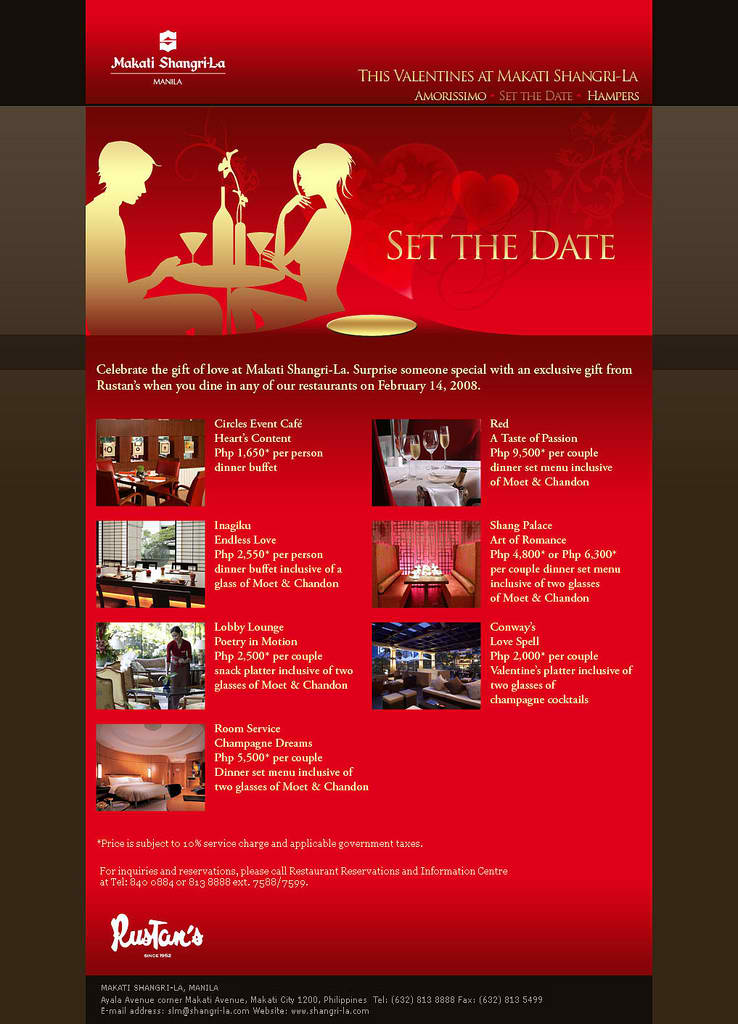 Makati Shangri-La
MANILA
THIS VALENTINES AT MAKATI SHANGRI-LA
AMORISSIMO • SET THE DATE • HAMPERS
SET THE DATE
Celebrate the gift of love at Makati Shangri-La. Surprise someone special with an exclusive gift from
Rustan's when you dine in any of our restaurants on February 14, 2008.
Circles Event Café
Heart's Content
Php 1,650* per person
dinner buffet
Red
A Taste of Passion
Php 9,500* per couple
dinner set menu inclusive
of Moet & Chandon
Inagiku
Endless Love
Php 2,550* per person
dinner buffet inclusive of a
glass of Moet & Chandon
Shang Palace
Art of Romance
Php 4,800* or Php 6,300*
per couple dinner set menu
inclusive of two glasses
of Moet & Chandon
Lobby Lounge
Poetry in Motion
Php 2,500* per couple
snack platter inclusive of two
glasses of Moet & Chandon
Conway's
Love Spell
Php 2,000* per couple
Valentine's platter inclusive of
two glasses of
champagne cocktails
Room Service
Champagne Dreams
Php 5,500* per couple
Dinner set menu inclusive of
two glasses of Moet & Chandon
*Price is subject to 10% service charge and applicable government taxes.
For inquiries and reservations, please call Restaurant Reservations and Information Centre
at Tel: 840 0884 or 813 8888 ext. 7588/7599.
Rustan's
SINCE 1952
MAKATI SHANGRI-LA, MANILA
Ayala Avenue corner Makati Avenue, Makati City 1200, Philippines Tel: (632) 813 8888 Fax: (632) 813 5499
E-mail address: slm@shangri-la.com Website: www.shangri-la.com